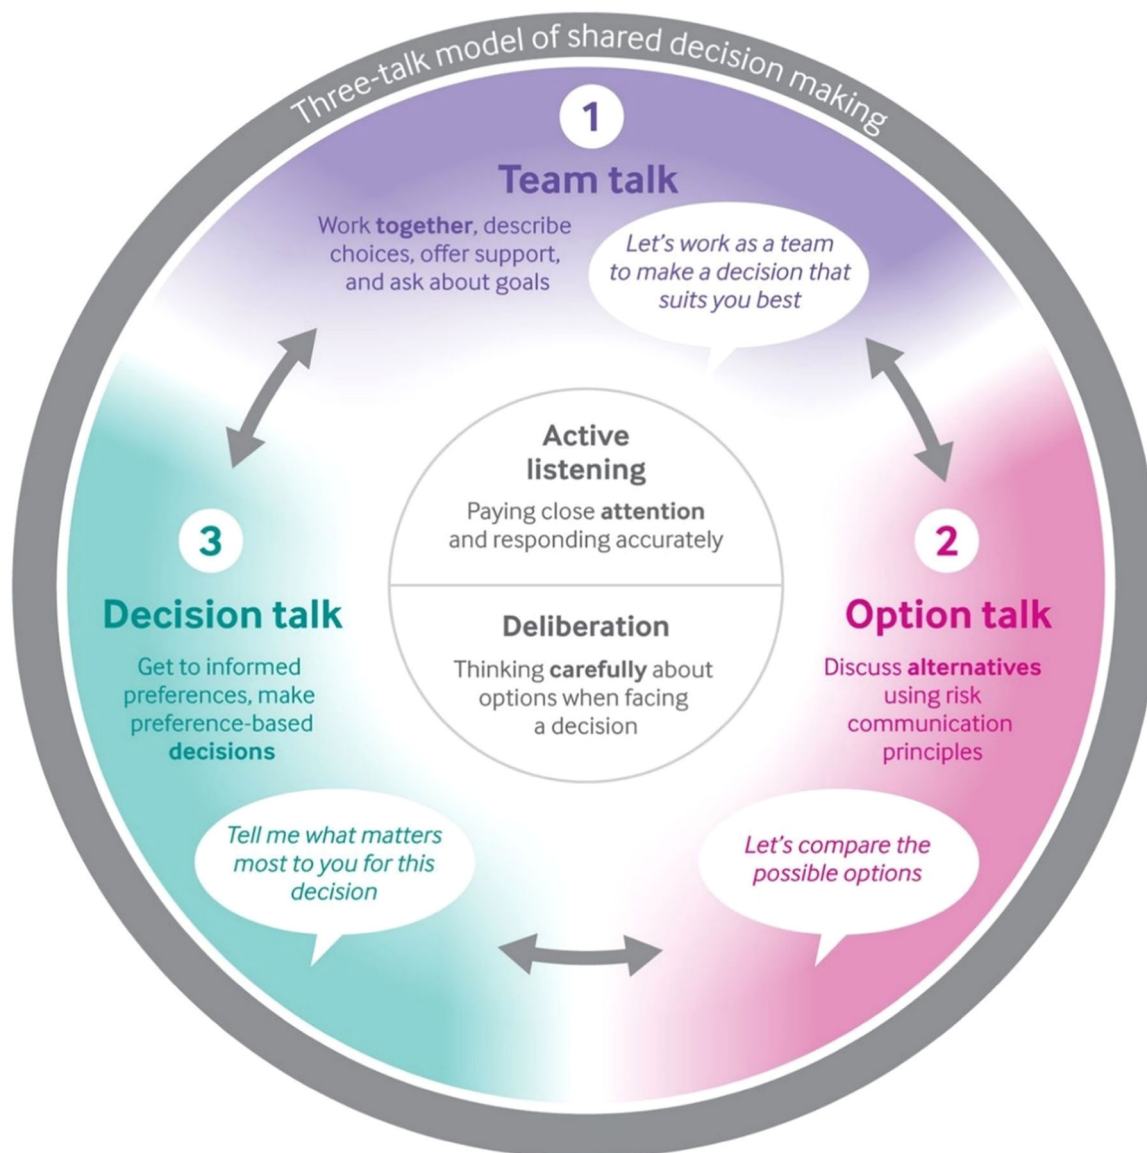 Three-talk model of shared decision making
1
Team talk
Work together, describe
choices, offer support,
and ask about goals
Let's work as a team
to make a decision that
suits you best
Active
listening
Paying close attention
and responding accurately
Deliberation
Thinking carefully about
options when facing
a decision
2
Option talk
Discuss alternatives
using risk
communication
principles
Let's compare the
possible options
3
Decision talk
Get to informed
preferences, make
preference-based
decisions
Tell me what matters
most to you for this
decision